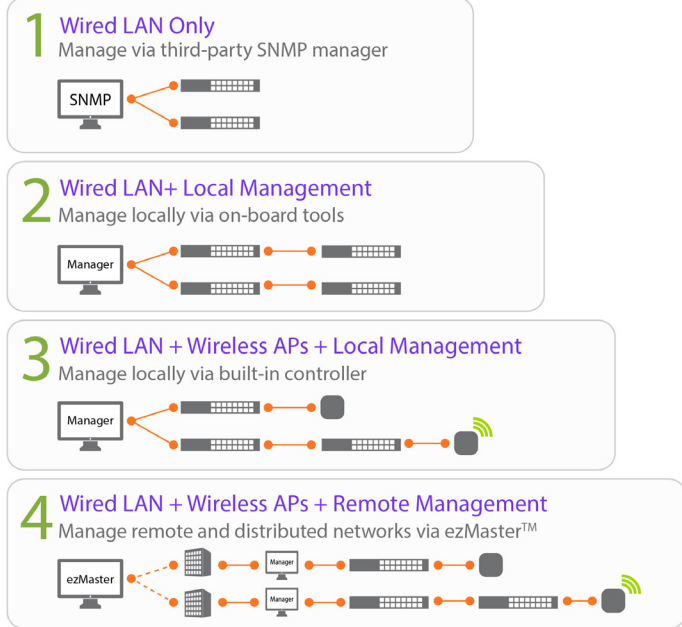 1 Wired LAN Only
Manage via third-party SNMP manager
SNMP
2 Wired LAN+ Local Management
Manage locally via on-board tools
Manager
3 Wired LAN + Wireless APs + Local Management
Manage locally via built-in controller
Manager
4 Wired LAN + Wireless APs + Remote Management
Manage remote and distributed networks via ezMaster™
ezMaster
Manager
Manager